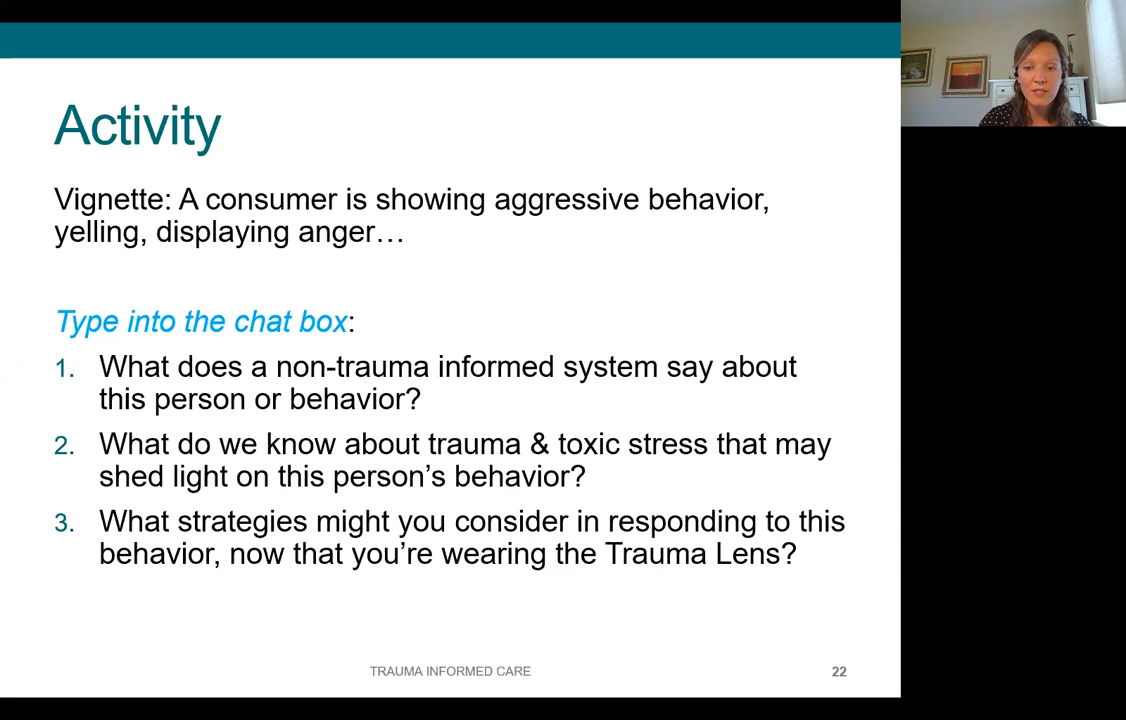 Activity
Vignette: A consumer is showing aggressive behavior,
yelling, displaying anger…
Type into the chat box:
1. What does a non-trauma informed system say about
this person or behavior?
2. What do we know about trauma & toxic stress that may
shed light on this person’s behavior?
3. What strategies might you consider in responding to this
behavior, now that you’re wearing the Trauma Lens?
TRAUMA INFORMED CARE
22